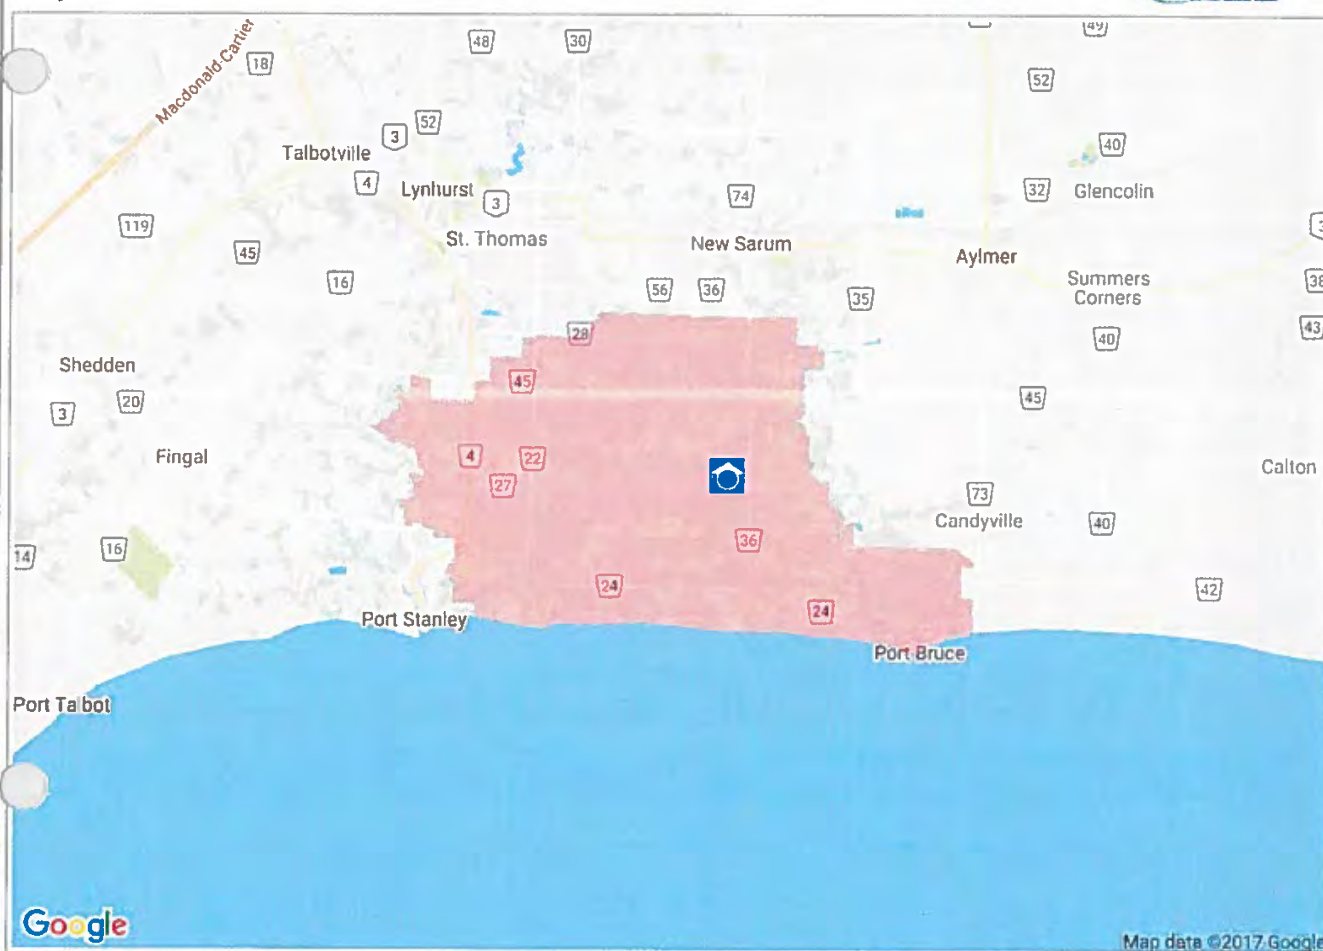 49
48
30
18
Macdonald-Cartier
52
3
52
Talbotville
40
4
Lynhurst
3
74
32
Glencolin
119
St. Thomas
New Sarum
45
Aylmer
16
56
36
35
Summers
Corners
38
28
43
40
Shedden
45
3
20
45
Fingal
4
22
Calton
27
73
Candyville
40
36
14
16
24
42
24
Port Stanley
Port Bruce
Port Talbot
Google
Map data ©2017 Google